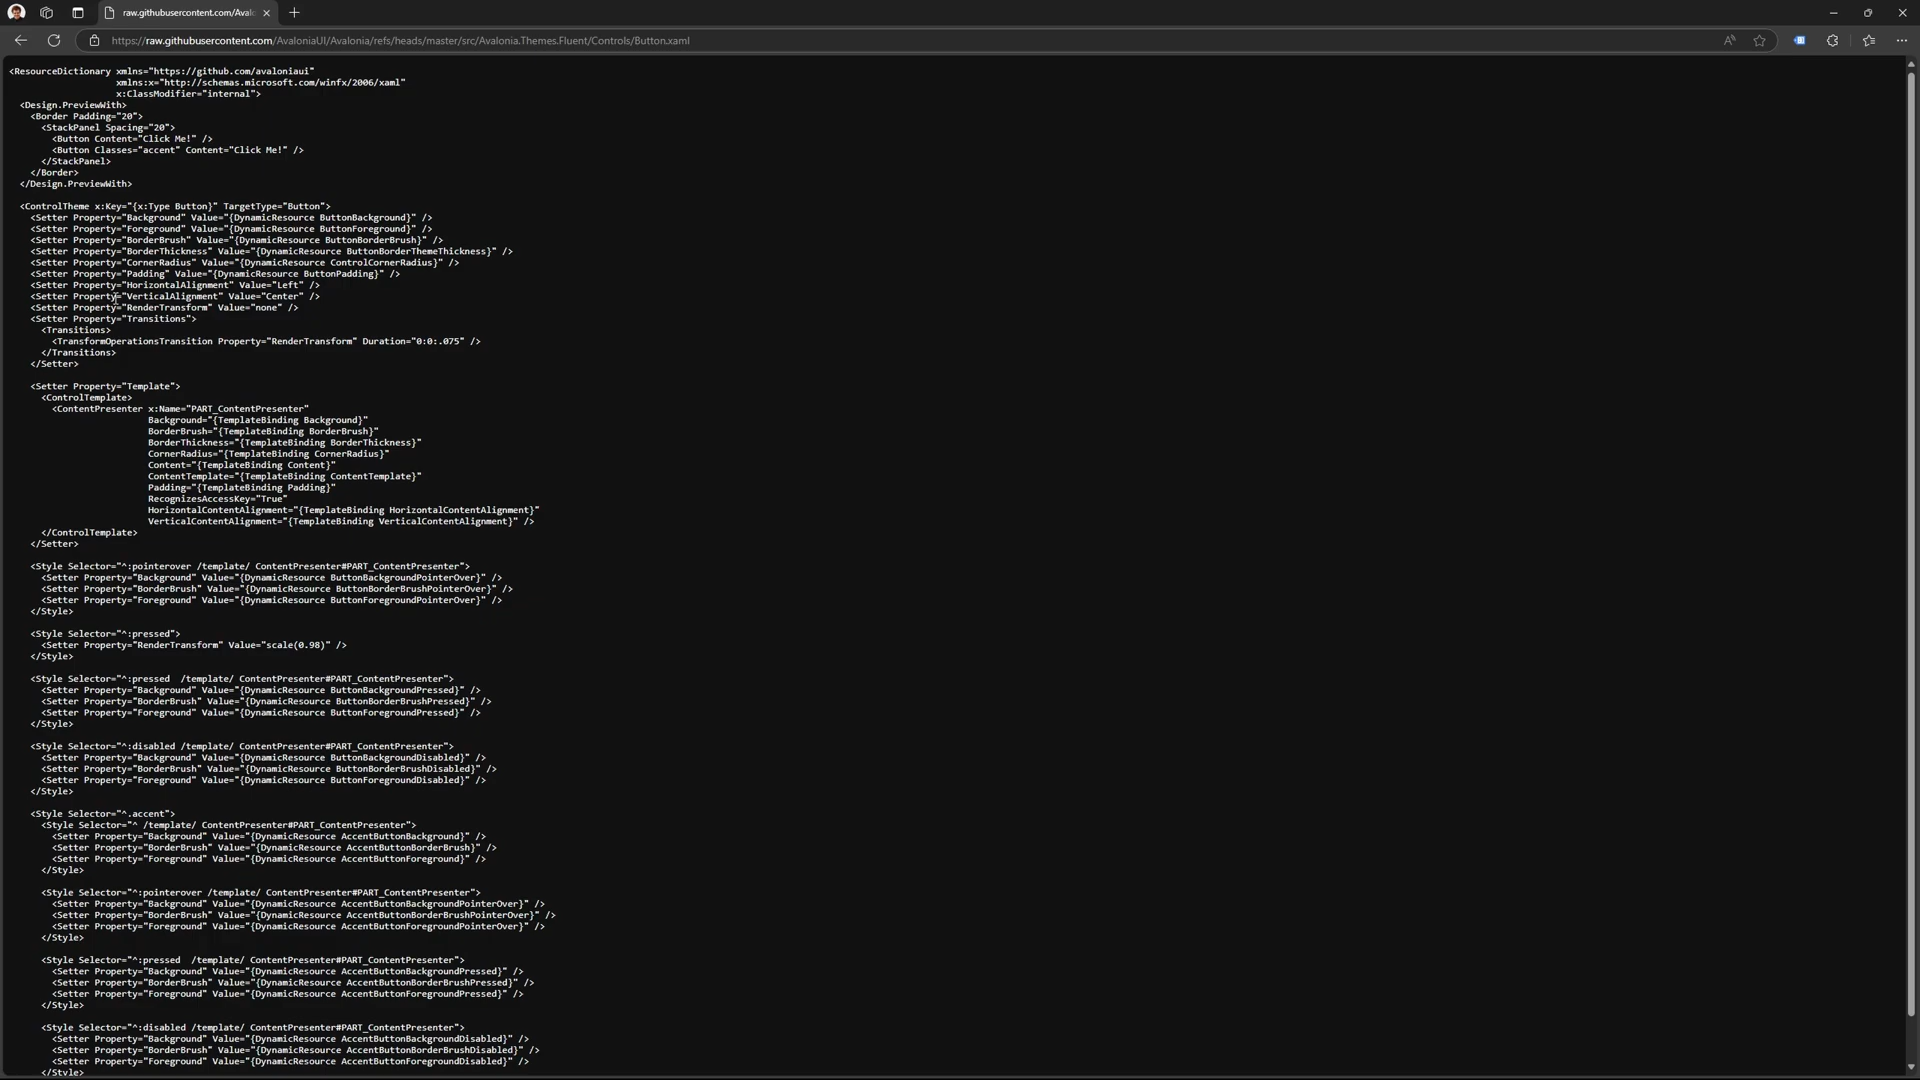 raw.githubusercontent.com/Aval
https://raw.githubusercontent.com/AvaloniaUI/Avalonia/refs/heads/master/src/Avalonia.Themes.Fluent/Controls/Button.xaml
<ResourceDictionary xmlns="https://github.com/avaloniaui"
                    xmlns:x="http://schemas.microsoft.com/winfx/2006/xaml"
                    x:ClassModifier="internal">
  <Design.PreviewWith>
    <Border Padding="20">
      <StackPanel Spacing="20">
        <Button Content="Click Me!" />
        <Button Classes="accent" Content="Click Me!" />
      </StackPanel>
    </Border>
  </Design.PreviewWith>
  <ControlTheme x:Key="{x:Type Button}" TargetType="Button">
    <Setter Property="Background" Value="{DynamicResource ButtonBackground}" />
    <Setter Property="Foreground" Value="{DynamicResource ButtonForeground}" />
    <Setter Property="BorderBrush" Value="{DynamicResource ButtonBorderBrush}" />
    <Setter Property="BorderThickness" Value="{DynamicResource ButtonBorderThemeThickness}" />
    <Setter Property="CornerRadius" Value="{DynamicResource ControlCornerRadius}" />
    <Setter Property="Padding" Value="{DynamicResource ButtonPadding}" />
    <Setter Property="HorizontalAlignment" Value="Left" />
    <Setter Property="VerticalAlignment" Value="Center" />
    <Setter Property="RenderTransform" Value="none" />
    <Setter Property="Transitions">
      <Transitions>
        <TransformOperationsTransition Property="RenderTransform" Duration="0:0:.075" />
      </Transitions>
    </Setter>
    <Setter Property="Template">
      <ControlTemplate>
        <ContentPresenter x:Name="PART_ContentPresenter"
                          Background="{TemplateBinding Background}"
                          BorderBrush="{TemplateBinding BorderBrush}"
                          BorderThickness="{TemplateBinding BorderThickness}"
                          CornerRadius="{TemplateBinding CornerRadius}"
                          Content="{TemplateBinding Content}"
                          ContentTemplate="{TemplateBinding ContentTemplate}"
                          Padding="{TemplateBinding Padding}"
                          RecognizesAccessKey="True"
                          HorizontalContentAlignment="{TemplateBinding HorizontalContentAlignment}"
                          VerticalContentAlignment="{TemplateBinding VerticalContentAlignment}" />
      </ControlTemplate>
    </Setter>
    <Style Selector="^:pointerover /template/ ContentPresenter#PART_ContentPresenter">
      <Setter Property="Background" Value="{DynamicResource ButtonBackgroundPointerOver}" />
      <Setter Property="BorderBrush" Value="{DynamicResource ButtonBorderBrushPointerOver}" />
      <Setter Property="Foreground" Value="{DynamicResource ButtonForegroundPointerOver}" />
    </Style>
    <Style Selector="^:pressed">
      <Setter Property="RenderTransform" Value="scale(0.98)" />
    </Style>
    <Style Selector="^:pressed  /template/ ContentPresenter#PART_ContentPresenter">
      <Setter Property="Background" Value="{DynamicResource ButtonBackgroundPressed}" />
      <Setter Property="BorderBrush" Value="{DynamicResource ButtonBorderBrushPressed}" />
      <Setter Property="Foreground" Value="{DynamicResource ButtonForegroundPressed}" />
    </Style>
    <Style Selector="^:disabled /template/ ContentPresenter#PART_ContentPresenter">
      <Setter Property="Background" Value="{DynamicResource ButtonBackgroundDisabled}" />
      <Setter Property="BorderBrush" Value="{DynamicResource ButtonBorderBrushDisabled}" />
      <Setter Property="Foreground" Value="{DynamicResource ButtonForegroundDisabled}" />
    </Style>
    <Style Selector="^.accent">
      <Style Selector="^ /template/ ContentPresenter#PART_ContentPresenter">
        <Setter Property="Background" Value="{DynamicResource AccentButtonBackground}" />
        <Setter Property="BorderBrush" Value="{DynamicResource AccentButtonBorderBrush}" />
        <Setter Property="Foreground" Value="{DynamicResource AccentButtonForeground}" />
      </Style>
      <Style Selector="^:pointerover /template/ ContentPresenter#PART_ContentPresenter">
        <Setter Property="Background" Value="{DynamicResource AccentButtonBackgroundPointerOver}" />
        <Setter Property="BorderBrush" Value="{DynamicResource AccentButtonBorderBrushPointerOver}" />
        <Setter Property="Foreground" Value="{DynamicResource AccentButtonForegroundPointerOver}" />
      </Style>
      <Style Selector="^:pressed  /template/ ContentPresenter#PART_ContentPresenter">
        <Setter Property="Background" Value="{DynamicResource AccentButtonBackgroundPressed}" />
        <Setter Property="BorderBrush" Value="{DynamicResource AccentButtonBorderBrushPressed}" />
        <Setter Property="Foreground" Value="{DynamicResource AccentButtonForegroundPressed}" />
      </Style>
      <Style Selector="^:disabled /template/ ContentPresenter#PART_ContentPresenter">
        <Setter Property="Background" Value="{DynamicResource AccentButtonBackgroundDisabled}" />
        <Setter Property="BorderBrush" Value="{DynamicResource AccentButtonBorderBrushDisabled}" />
        <Setter Property="Foreground" Value="{DynamicResource AccentButtonForegroundDisabled}" />
      </Style>